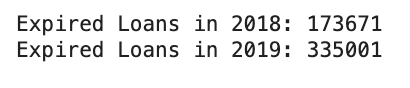 Expired Loans in 2018: 173671
Expired Loans in 2019: 335001